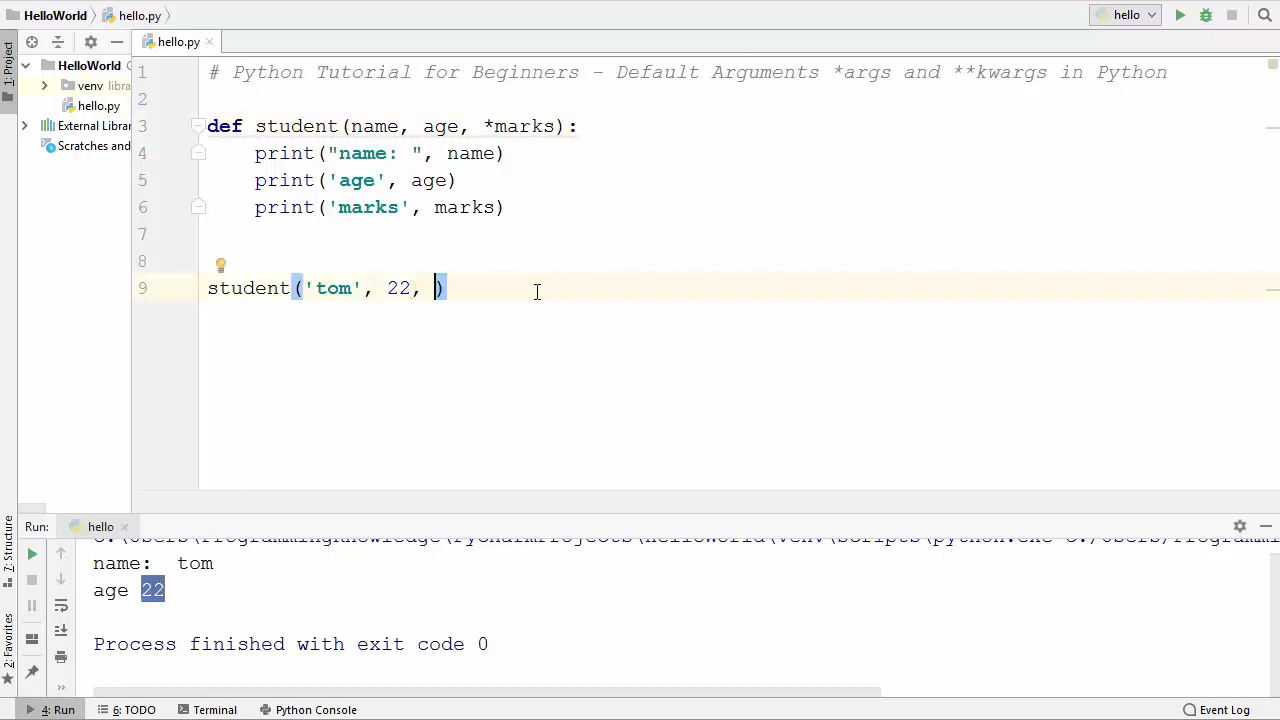 HelloWorld hello.py hello
1: Project
hello.py
HelloWorld
venv libra
hello.py
External Librar
Scratches and
1 # Python Tutorial for Beginners - Default Arguments *args and **kwargs in Python
2
3 def student(name, age, *marks):
4 print("name: ", name)
5 print('age', age)
6 print('marks', marks)
7
8
9 student('tom', 22, )
7: Structure
2: Favorites
Run: hello
name: tom
age 22
Process finished with exit code 0
4: Run 6: TODO Terminal Python Console Event Log